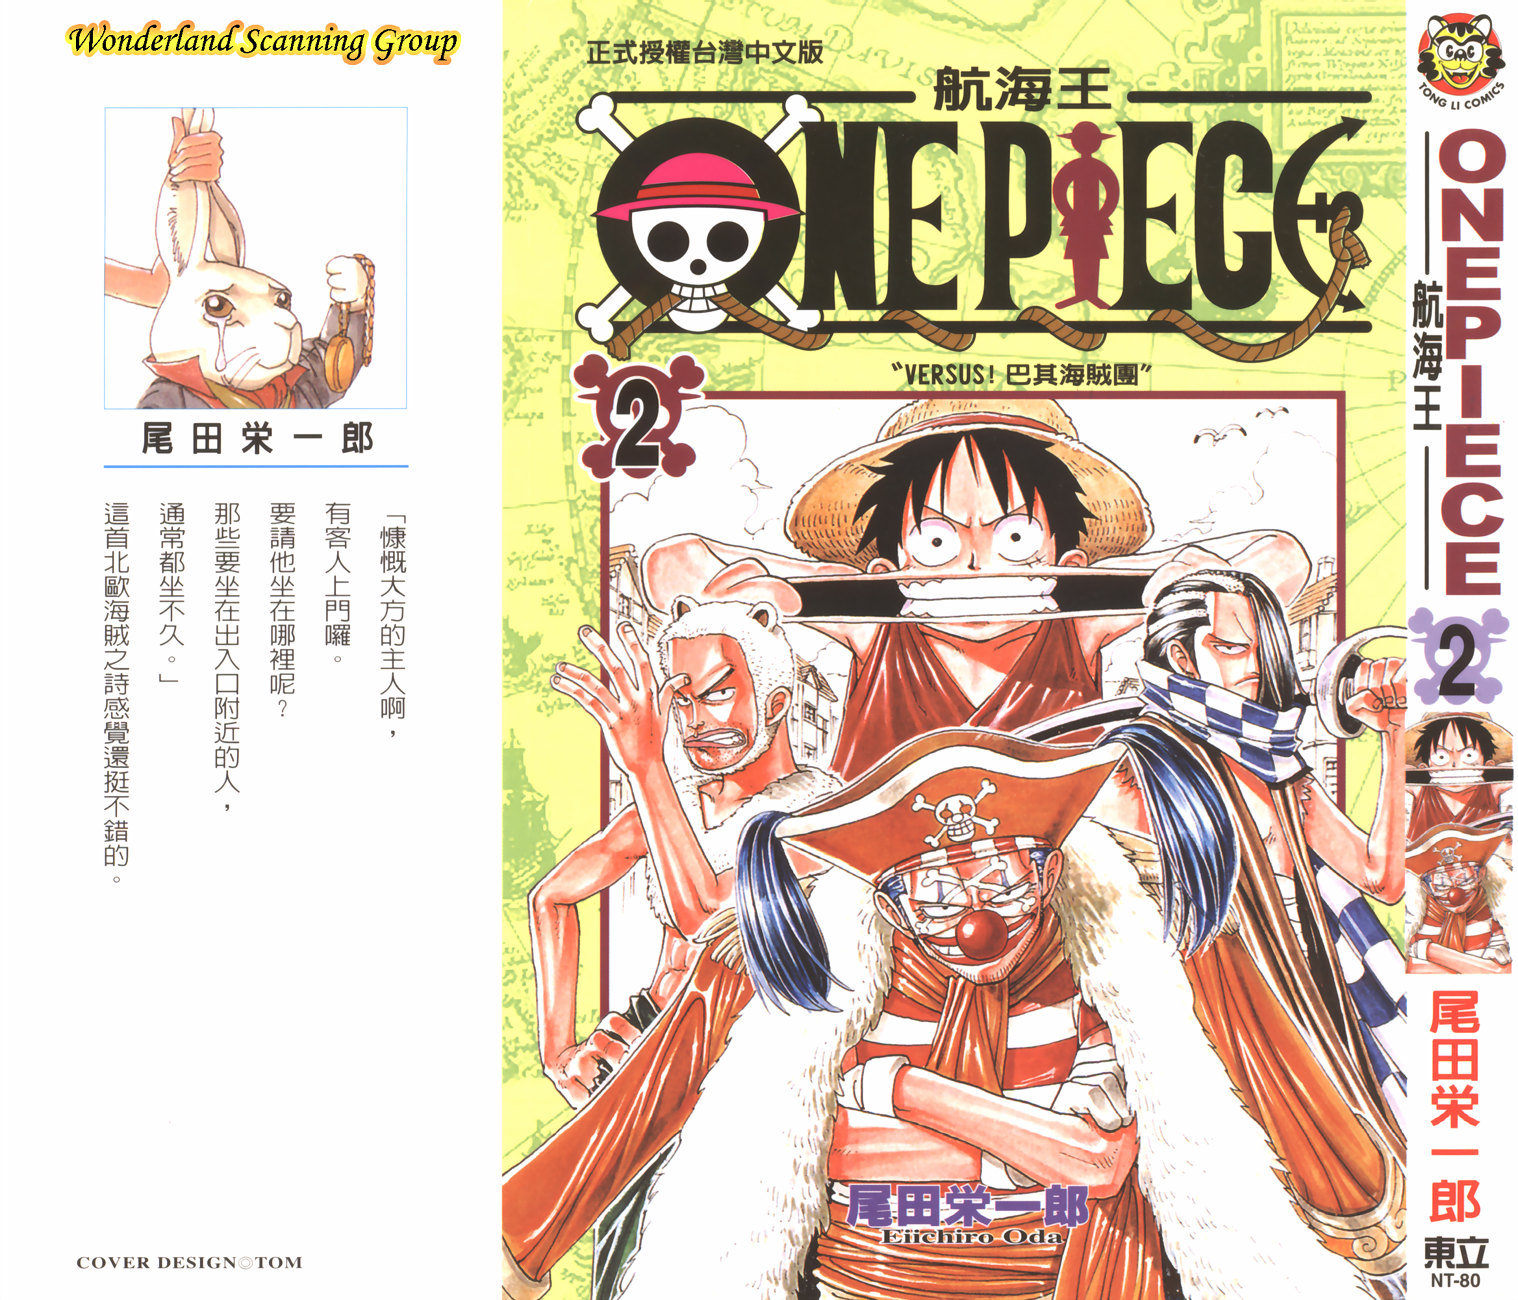 Wonderland Scanning Group
尾田栄一郎
「慷慨大方的主人啊，
有客人上門囉。
要請他坐在哪裡呢？
那些要坐在出入口附近的人，
通常都坐不久。」
這首北歐海賊之詩感覺還挺不錯的。
COVER DESIGN◎TOM
正式授權台灣中文版
航海王
ONE PIECE
2
〝VERSUS! 巴其海賊團〞
尾田栄一郎
Eiichiro Oda
TONG LI COMICS
ONE PIECE
航海王
2
尾田栄一郎
東立
NT-80